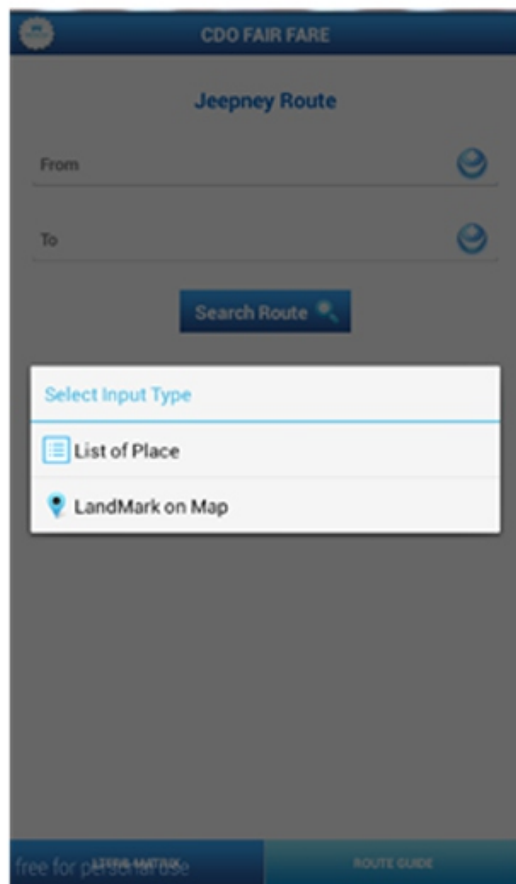 CDO FAIR FARE
Jeepney Route
From
To
Search Route
Select Input Type
List of Place
LandMark on Map
free for personal use
ROUTE GUIDE